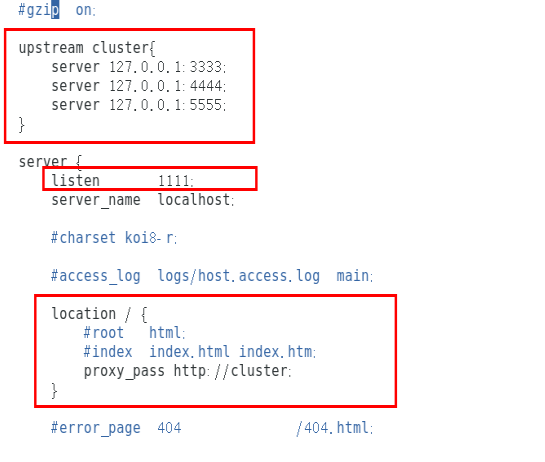 #gzip  on;
upstream cluster{
    server 127.0.0.1:3333;
    server 127.0.0.1:4444;
    server 127.0.0.1:5555;
}
server {
    listen       1111;
    server_name  localhost;
    #charset koi8-r;
    #access_log  logs/host.access.log  main;
    location / {
        #root   html;
        #index  index.html index.htm;
        proxy_pass http://cluster;
    }
    #error_page  404              /404.html;